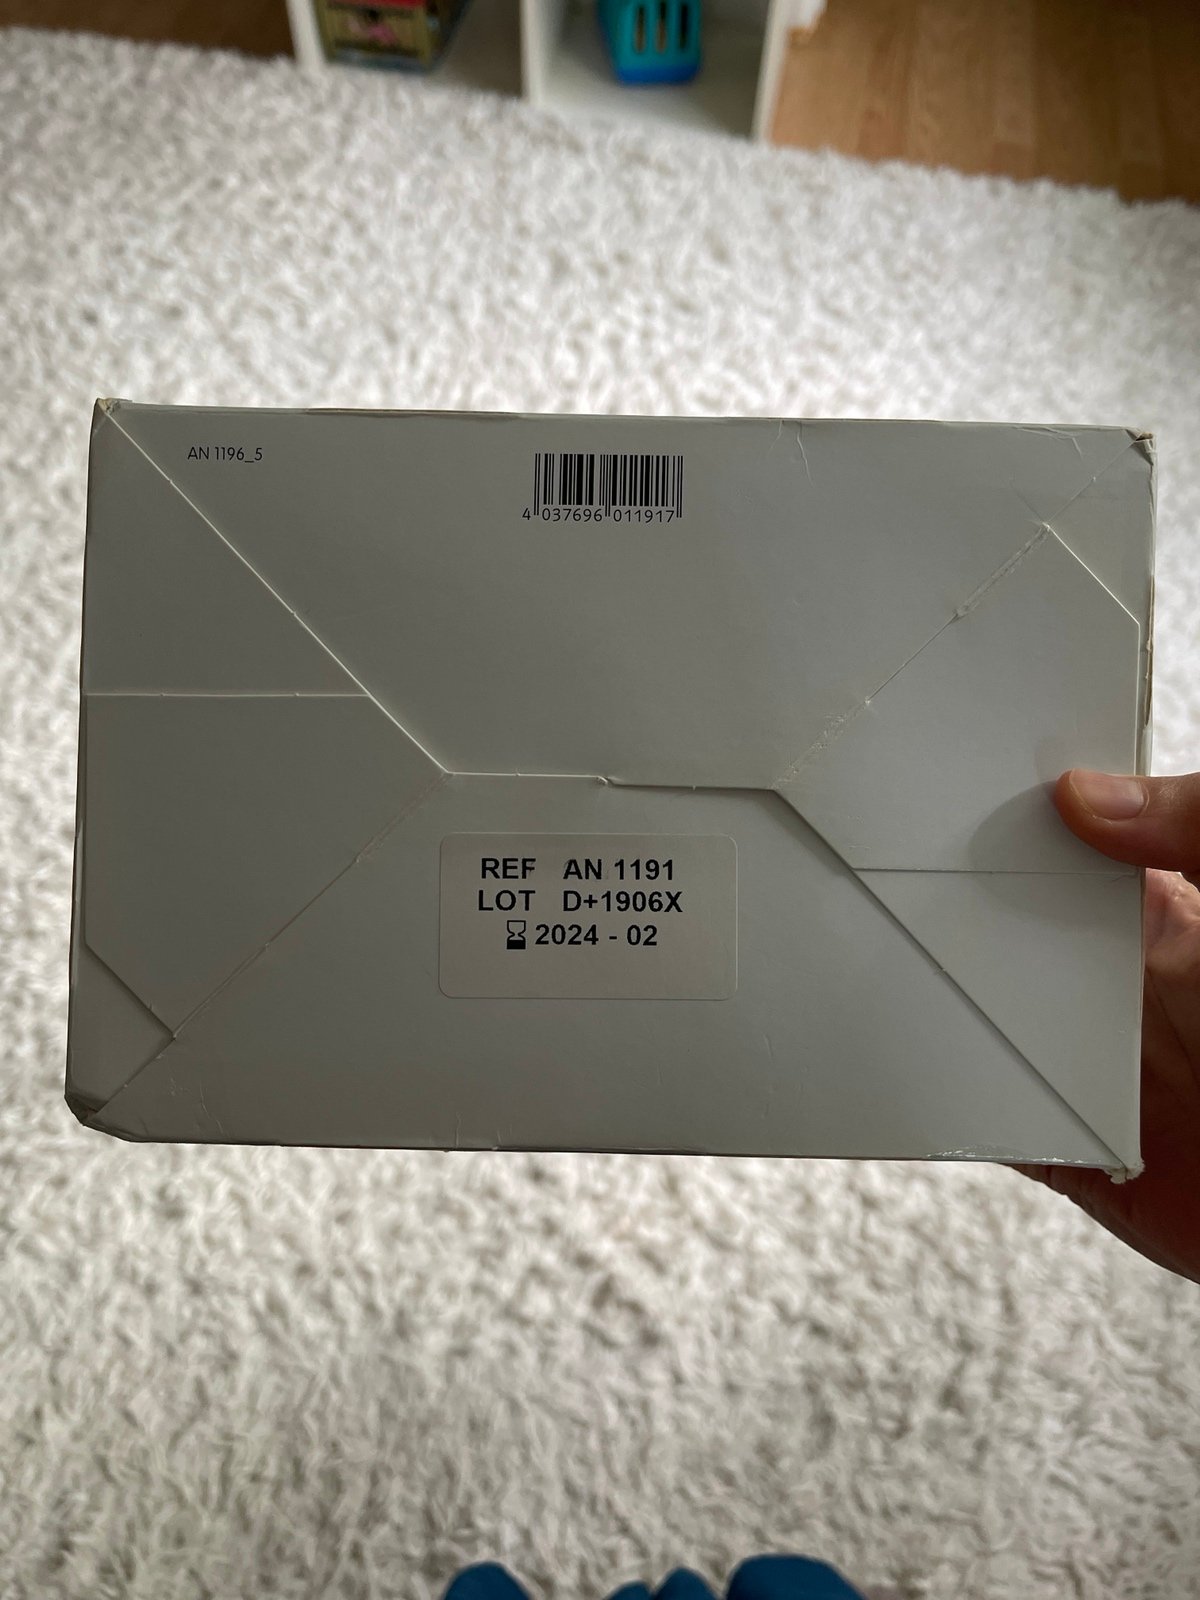 AN 1196_5
4 037696 011917
REF AN 1191
LOT D+1906X
2024 - 02